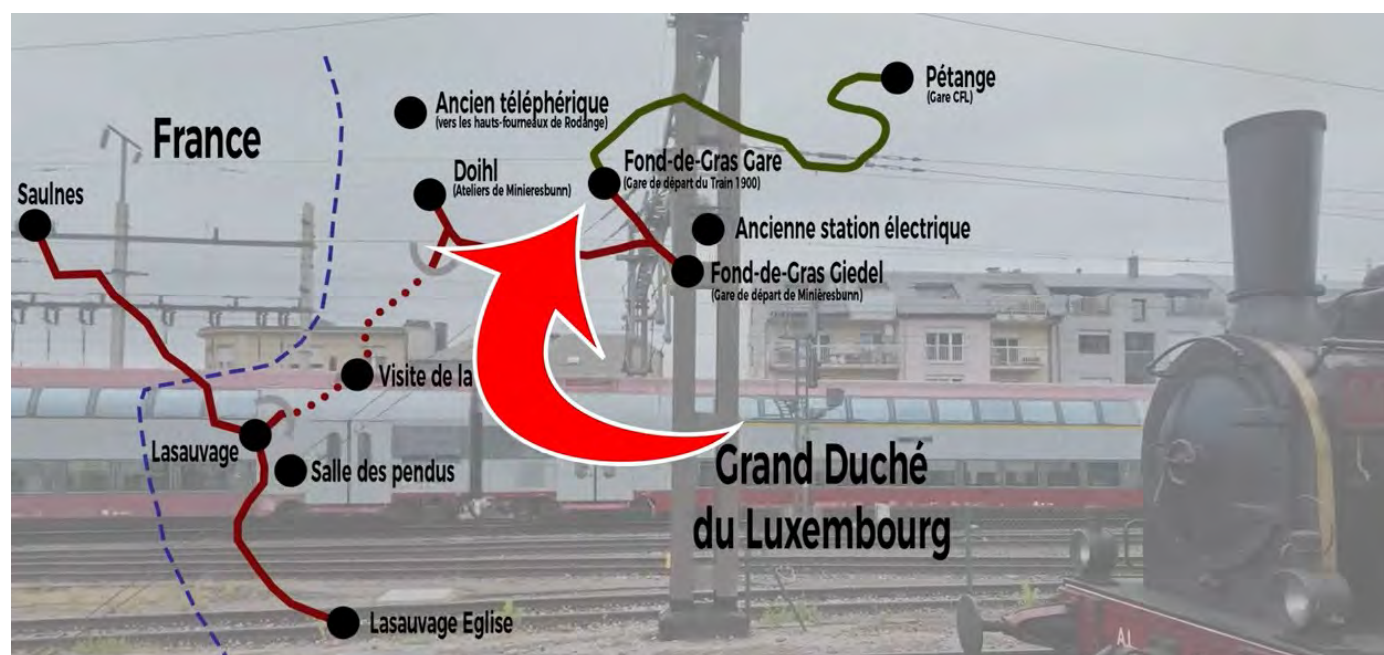 France
Saulnes
Ancien téléphérique
(vers les hauts-fourneaux de Rodange)
Doihl
(Ateliers de Minieresbunn)
Pétange
(Gare CFL)
Fond-de-Gras Gare
(Gare de départ du Train 1900)
Ancienne station électrique
Fond-de-Gras Giedel
(Gare de départ de Minièresbunn)
Visite de la
Lasauvage
Salle des pendus
Grand Duché
du Luxembourg
Lasauvage Eglise
A.I.